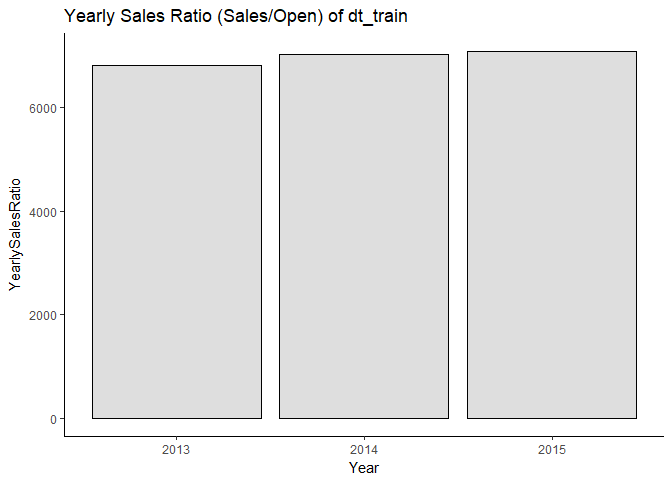 Yearly Sales Ratio (Sales/Open) of dt_train
6000
4000
2000
0
YearlySalesRatio
2013 2014 2015
Year